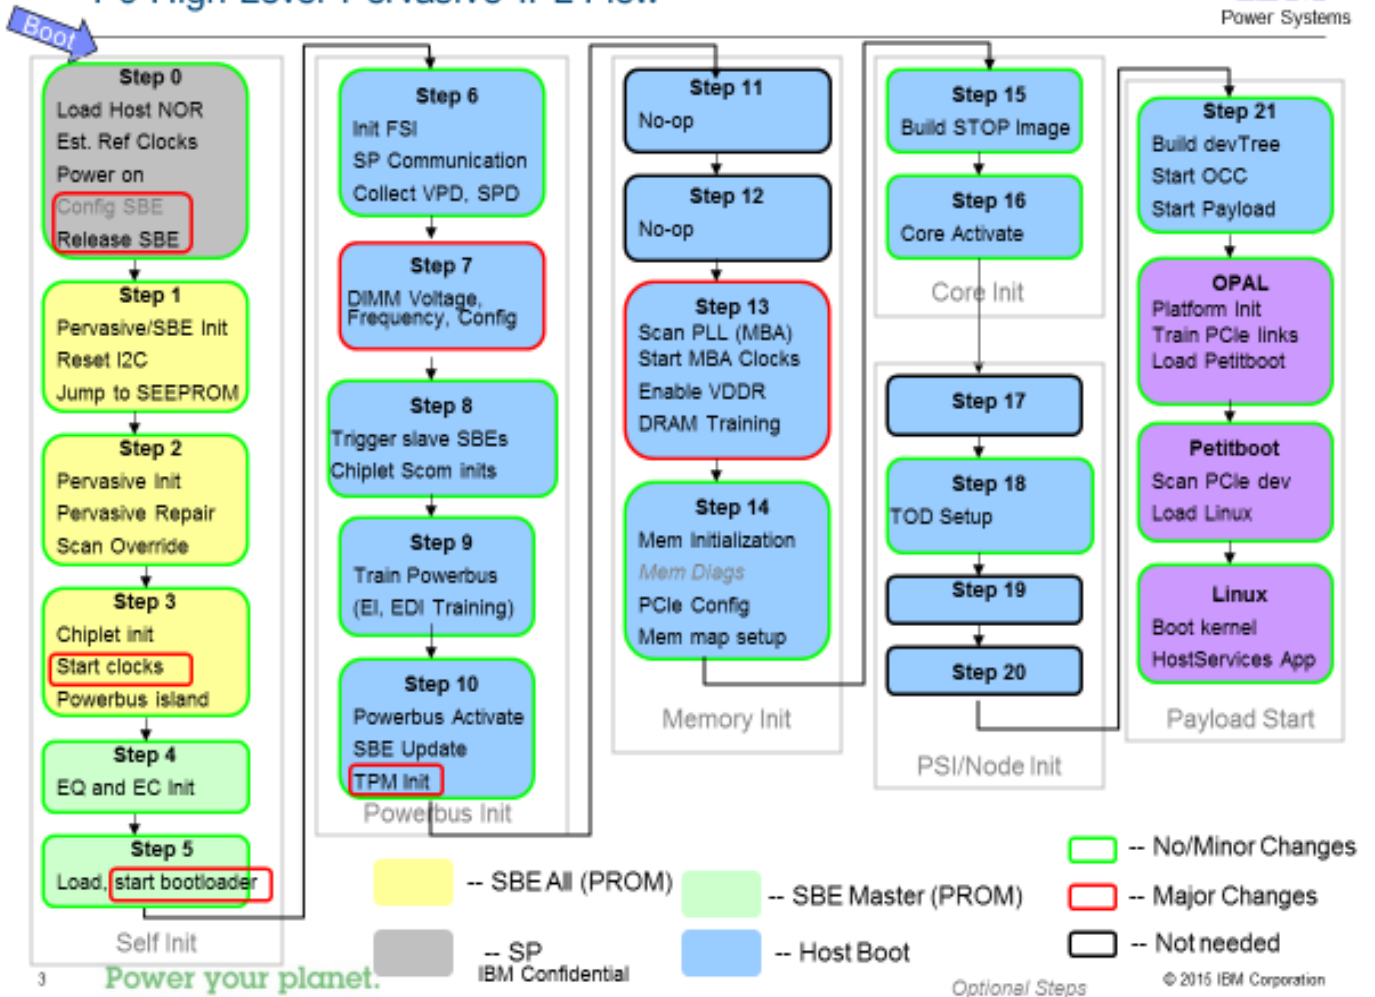 Power Systems
Boot
Step 0
Load Host NOR
Est. Ref Clocks
Power on
Config SBE
Release SBE
Step 1
Pervasive/SBE Init
Reset I2C
Jump to SEEPROM
Step 2
Pervasive Init
Pervasive Repair
Scan Override
Step 3
Chiplet init
Start clocks
Powerbus island
Step 4
EQ and EC Init
Step 5
Load, start bootloader
Self Init
Step 6
Init FSI
SP Communication
Collect VPD, SPD
Step 7
DIMM Voltage,
Frequency, Config
Step 8
Trigger slave SBEs
Chiplet Scom inits
Step 9
Train Powerbus
(EI, EDI Training)
Step 10
Powerbus Activate
SBE Update
TPM Init
Powerbus Init
Step 11
No-op
Step 12
No-op
Step 13
Scan PLL (MBA)
Start MBA Clocks
Enable VDDR
DRAM Training
Step 14
Mem Initialization
Mem Diags
PCIe Config
Mem map setup
Memory Init
Step 15
Build STOP Image
Step 16
Core Activate
Core Init
Step 17
Step 18
TOD Setup
Step 19
Step 20
PSI/Node Init
Step 21
Build devTree
Start OCC
Start Payload
OPAL
Platform Init
Train PCIe links
Load Petitboot
Petitboot
Scan PCIe dev
Load Linux
Linux
Boot kernel
HostServices App
Payload Start
-- SBE All (PROM)
-- SBE Master (PROM)
-- SP
-- Host Boot
-- No/Minor Changes
-- Major Changes
-- Not needed
3
Power your planet.
IBM Confidential
Optional Steps
© 2015 IBM Corporation